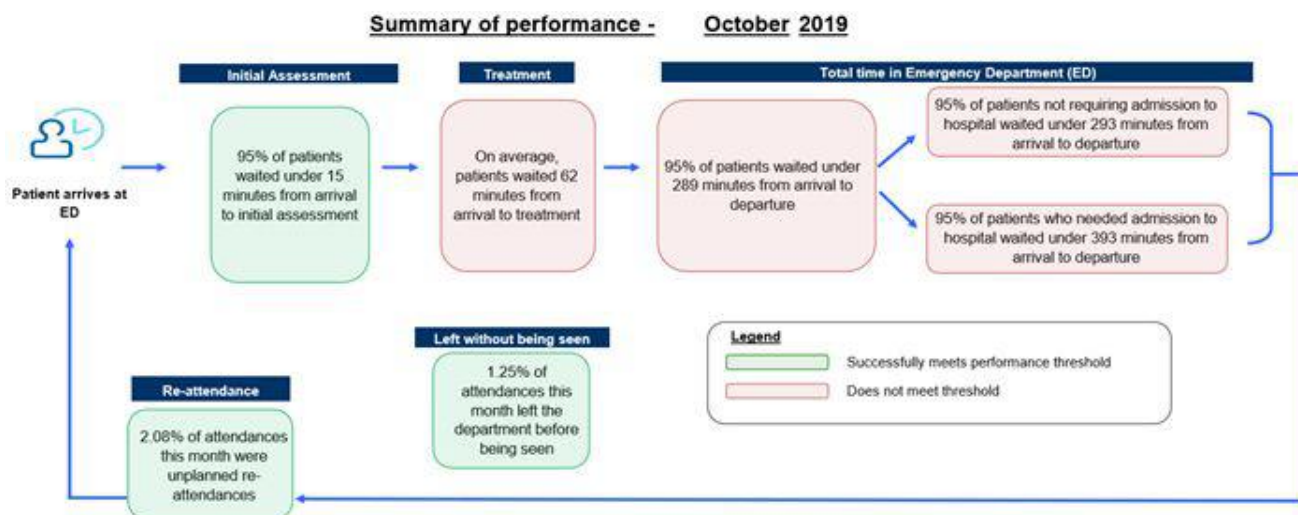 Summary of performance - October 2019
Initial Assessment
Treatment
Total time in Emergency Department (ED)
Patient arrives at
ED
95% of patients
waited under 15
minutes from arrival
to initial assessment
On average,
patients waited 62
minutes from
arrival to treatment
95% of patients waited under
289 minutes from arrival to
departure
95% of patients not requiring admission to
hospital waited under 293 minutes from
arrival to departure
95% of patients who needed admission to
hospital waited under 393 minutes from
arrival to departure
Left without being seen
1.25% of
attendances this
month left the
department before
being seen
Legend
Successfully meets performance threshold
Does not meet threshold
Re-attendance
2.08% of attendances
this month were
unplanned re-
attendances